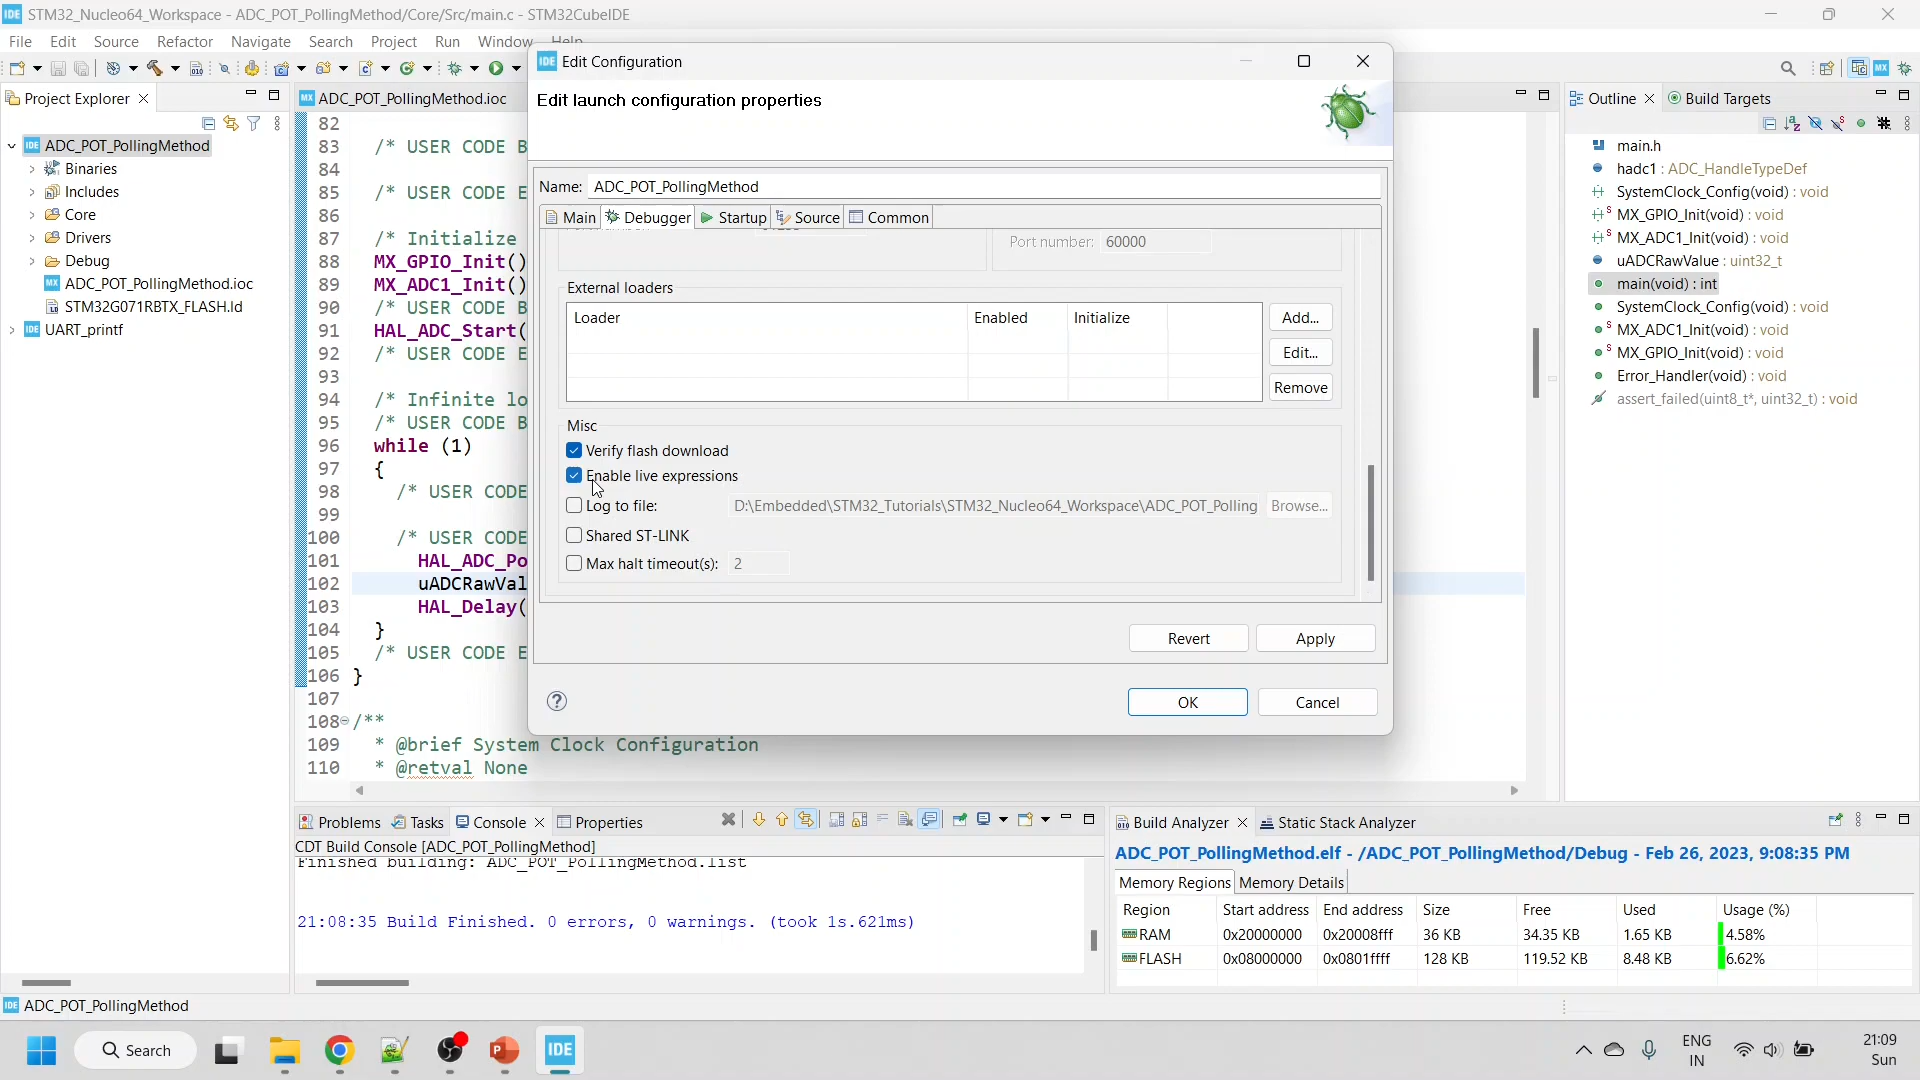 IDE STM32_Nucleo64_Workspace - ADC_POT_PollingMethod/Core/Src/main.c - STM32CubeIDE
File Edit Source Refactor Navigate Search Project Run Window Help
Project Explorer
ADC_POT_PollingMethod
Binaries
Includes
Core
Drivers
Debug
ADC_POT_PollingMethod.ioc
STM32G071RBTX_FLASH.ld
UART_printf
ADC_POT_PollingMethod.ioc
82
83 /* USER CODE B
84
85 /* USER CODE E
86
87 /* Initialize
88 MX_GPIO_Init()
89 MX_ADC1_Init()
90 /* USER CODE B
91 HAL_ADC_Start(
92 /* USER CODE E
93
94 /* Infinite lo
95 /* USER CODE B
96 while (1)
97 {
98 /* USER CODE
99
100 /* USER CODE
101 HAL_ADC_Po
102 uADCRawVal
103 HAL_Delay(
104 }
105 /* USER CODE E
106 }
107
108 /**
109 * @brief System Clock Configuration
110 * @retval None
IDE Edit Configuration
Edit launch configuration properties
Name: ADC_POT_PollingMethod
Main Debugger Startup Source Common
Port number: 60000
External loaders
Loader Enabled Initialize
Add...
Edit...
Remove
Misc
Verify flash download
Enable live expressions
Log to file: D:\Embedded\STM32_Tutorials\STM32_Nucleo64_Workspace\ADC_POT_Polling Browse...
Shared ST-LINK
Max halt timeout(s): 2
Revert Apply
OK Cancel
Outline Build Targets
main.h
hadc1 : ADC_HandleTypeDef
SystemClock_Config(void) : void
MX_GPIO_Init(void) : void
MX_ADC1_Init(void) : void
uADCRawValue : uint32_t
main(void) : int
SystemClock_Config(void) : void
MX_ADC1_Init(void) : void
MX_GPIO_Init(void) : void
Error_Handler(void) : void
assert_failed(uint8_t*, uint32_t) : void
Problems Tasks Console Properties
CDT Build Console [ADC_POT_PollingMethod]
Finished building: ADC_POT_PollingMethod.list
21:08:35 Build Finished. 0 errors, 0 warnings. (took 1s.621ms)
Build Analyzer Static Stack Analyzer
ADC_POT_PollingMethod.elf - /ADC_POT_PollingMethod/Debug - Feb 26, 2023, 9:08:35 PM
Memory Regions Memory Details
Region Start address End address Size Free Used Usage (%)
RAM 0x20000000 0x20008fff 36 KB 34.35 KB 1.65 KB 4.58%
FLASH 0x08000000 0x0801ffff 128 KB 119.52 KB 8.48 KB 6.62%
IDE ADC_POT_PollingMethod
Search
IDE
ENG
IN
21:09
Sun